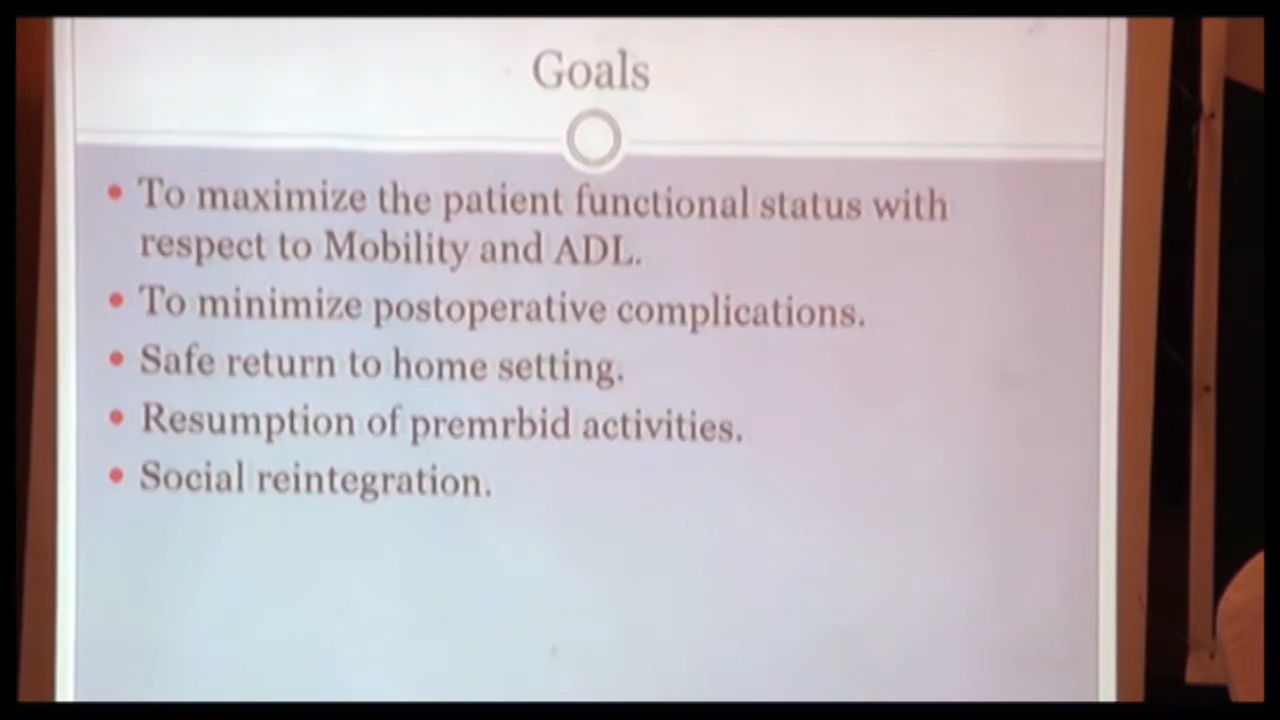 Goals
• To maximize the patient functional status with
respect to Mobility and ADL.
• To minimize postoperative complications.
• Safe return to home setting.
• Resumption of premrbid activities.
• Social reintegration.